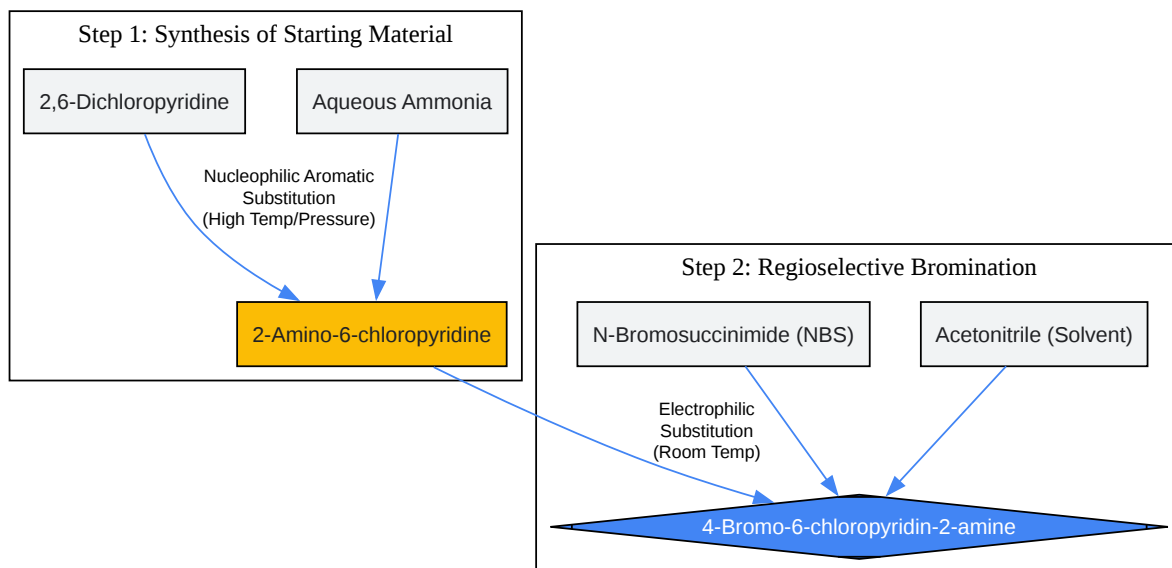 Step 1: Synthesis of Starting Material
2,6-Dichloropyridine
Aqueous Ammonia
Nucleophilic Aromatic
Substitution
(High Temp/Pressure)
2-Amino-6-chloropyridine
Step 2: Regioselective Bromination
N-Bromosuccinimide (NBS)
Acetonitrile (Solvent)
Electrophilic
Substitution
(Room Temp)
4-Bromo-6-chloropyridin-2-amine